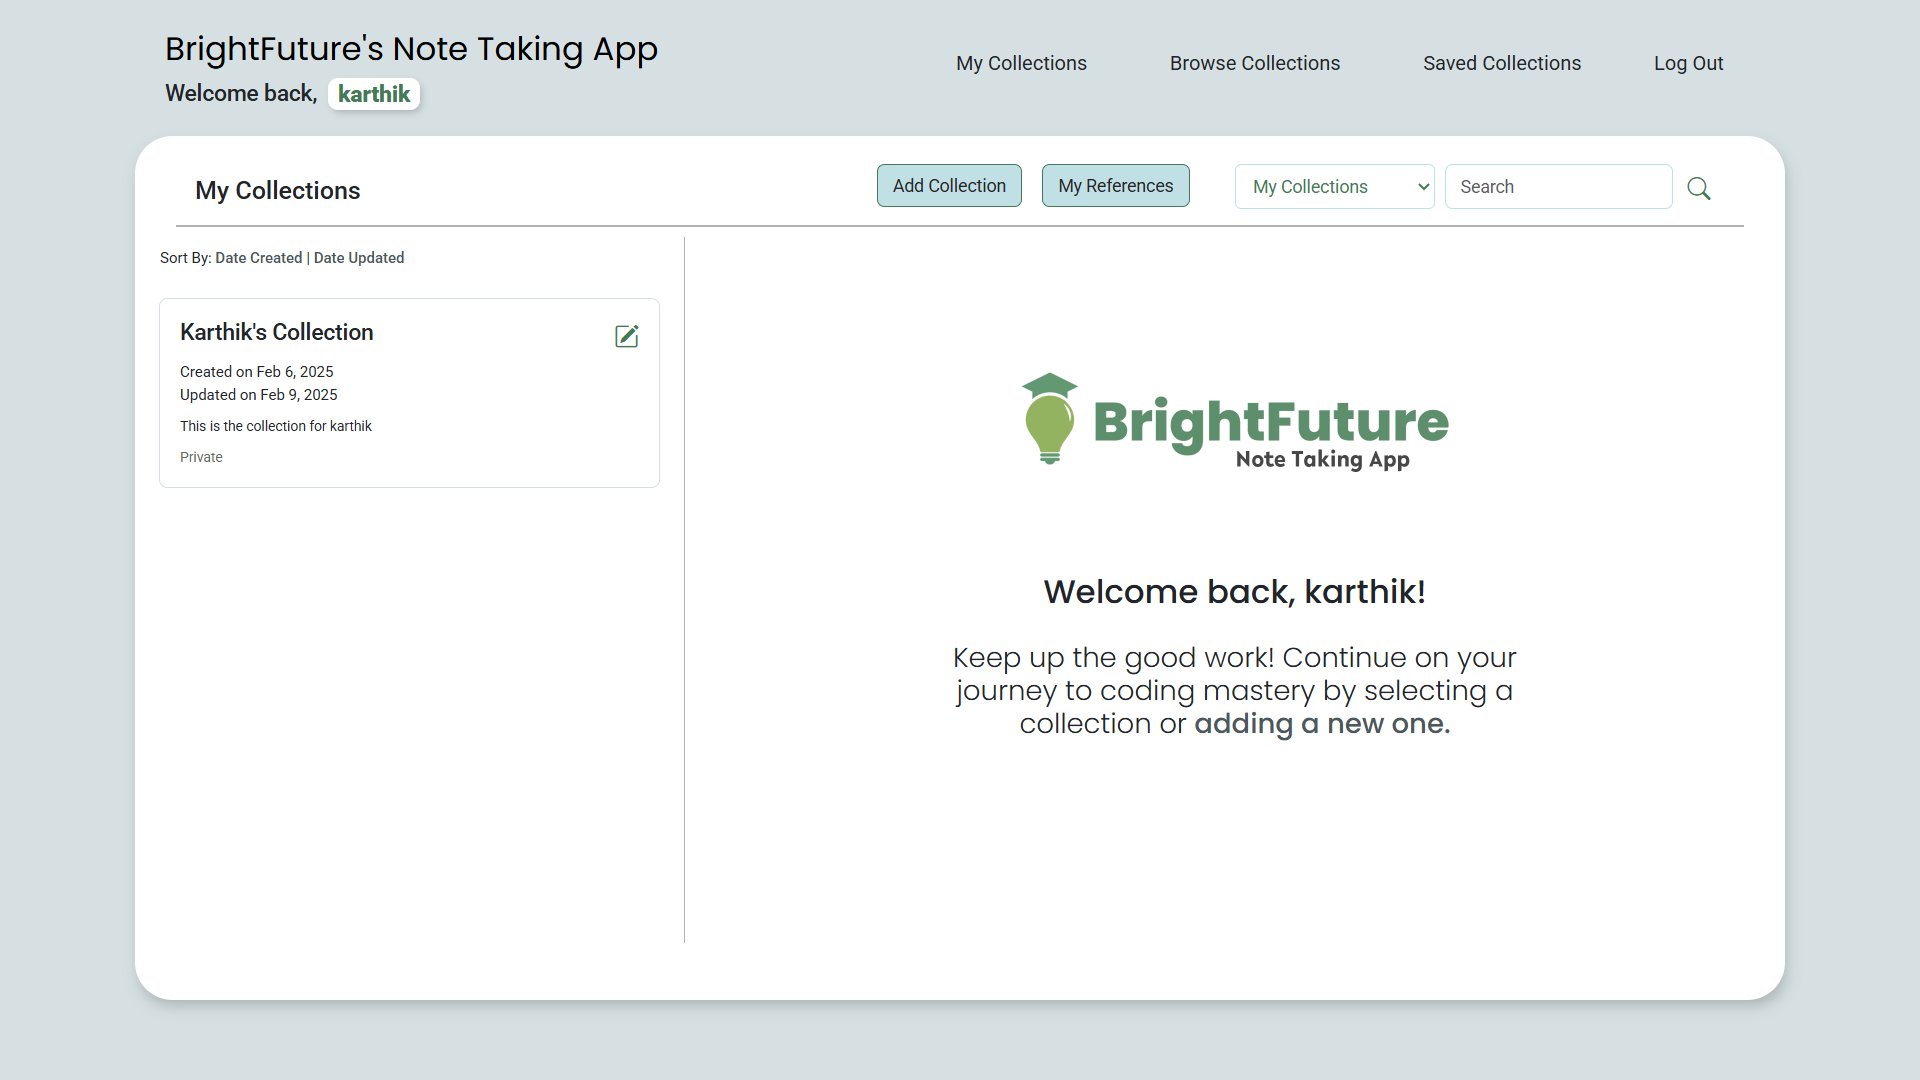 BrightFuture's Note Taking App
Welcome back, karthik
My Collections
Browse Collections
Saved Collections
Log Out
My Collections
Add Collection
My References
My Collections
Search
Sort By: Date Created | Date Updated
Karthik's Collection
Created on Feb 6, 2025
Updated on Feb 9, 2025
This is the collection for karthik
Private
BrightFuture
Note Taking App
Welcome back, karthik!
Keep up the good work! Continue on your
journey to coding mastery by selecting a
collection or adding a new one.